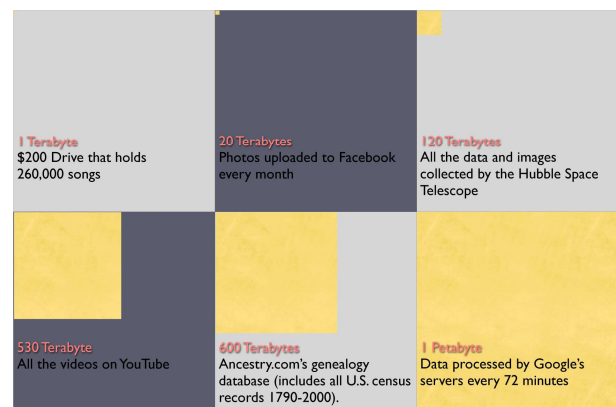 1 Terabyte
$200 Drive that holds
260,000 songs
20 Terabytes
Photos uploaded to Facebook
every month
120 Terabytes
All the data and images
collected by the Hubble Space
Telescope
530 Terabyte
All the videos on YouTube
600 Terabytes
Ancestry.com's genealogy
database (includes all U.S. census
records 1790-2000).
1 Petabyte
Data processed by Google's
servers every 72 minutes